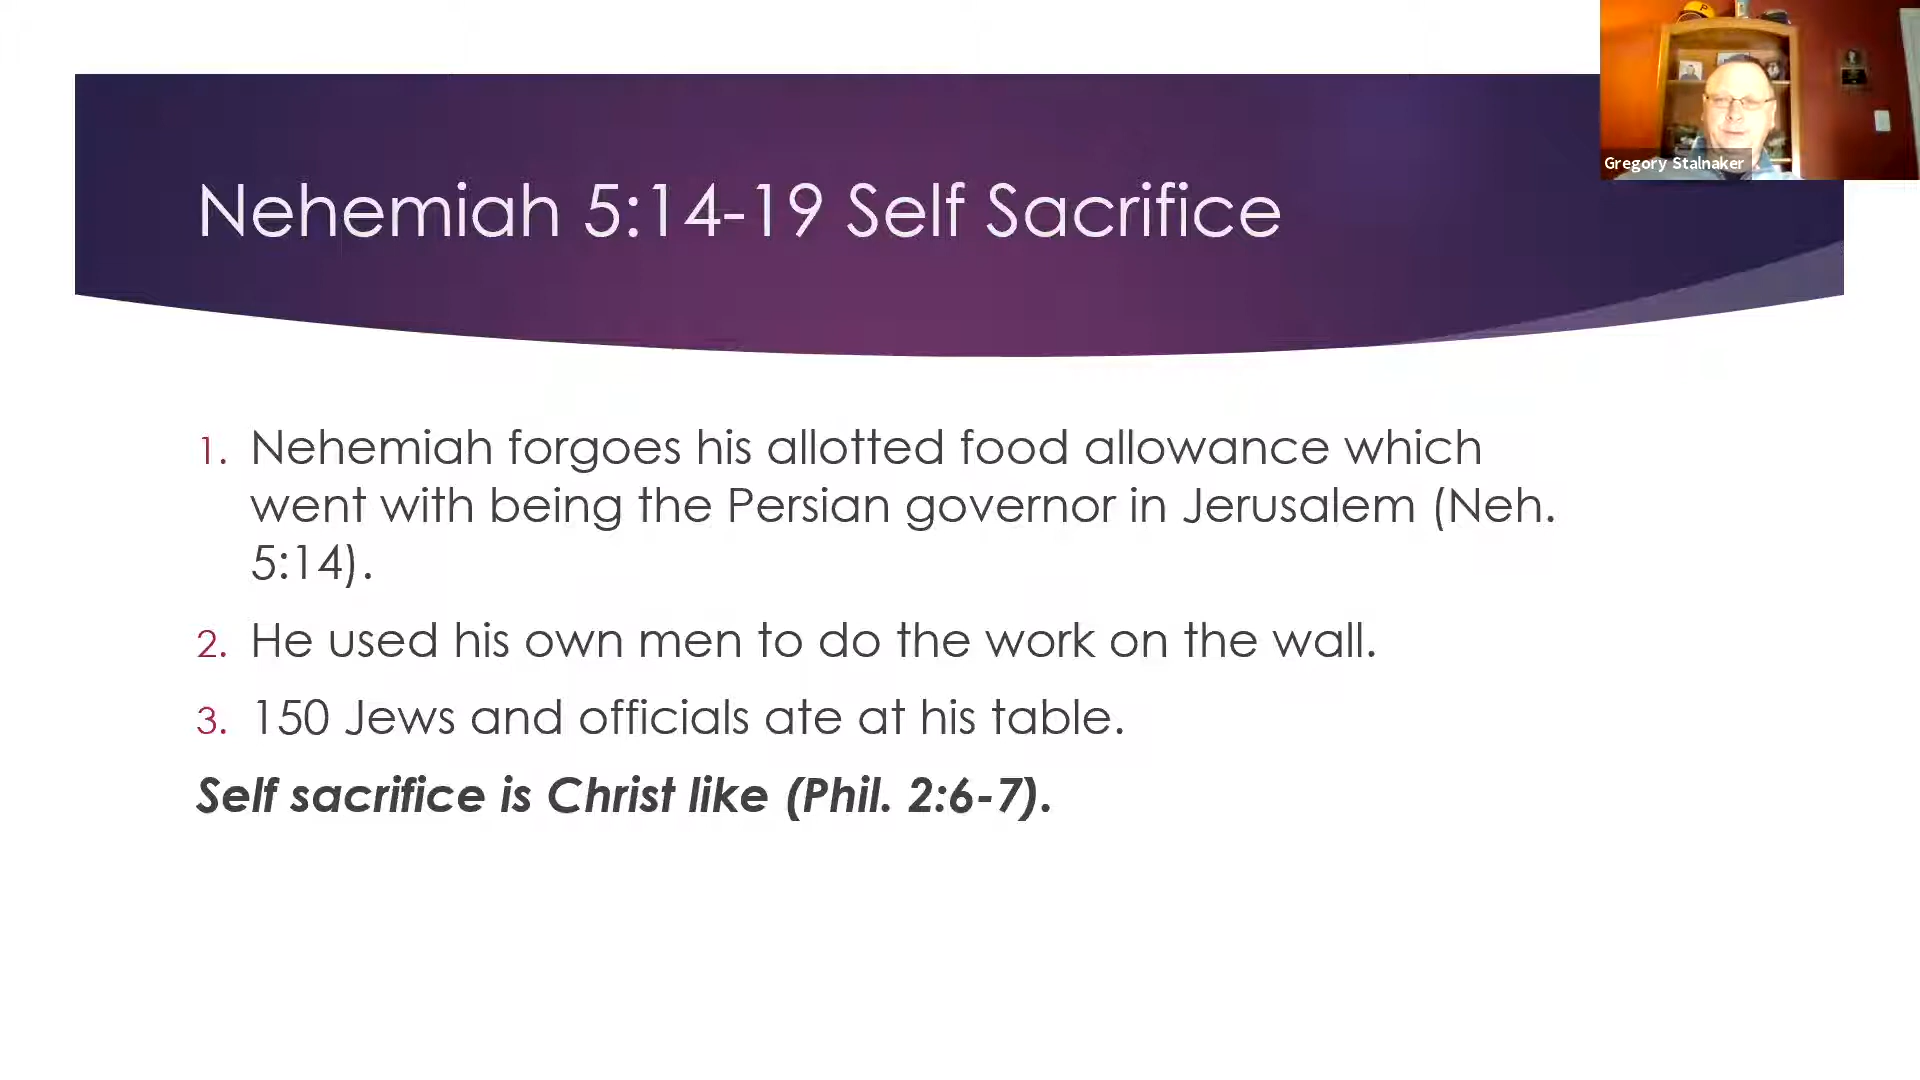 Gregory Stalnaker
Nehemiah 5:14-19 Self Sacrifice
1. Nehemiah forgoes his allotted food allowance which
went with being the Persian governor in Jerusalem (Neh.
5:14).
2. He used his own men to do the work on the wall.
3. 150 Jews and officials ate at his table.
Self sacrifice is Christ like (Phil. 2:6-7).